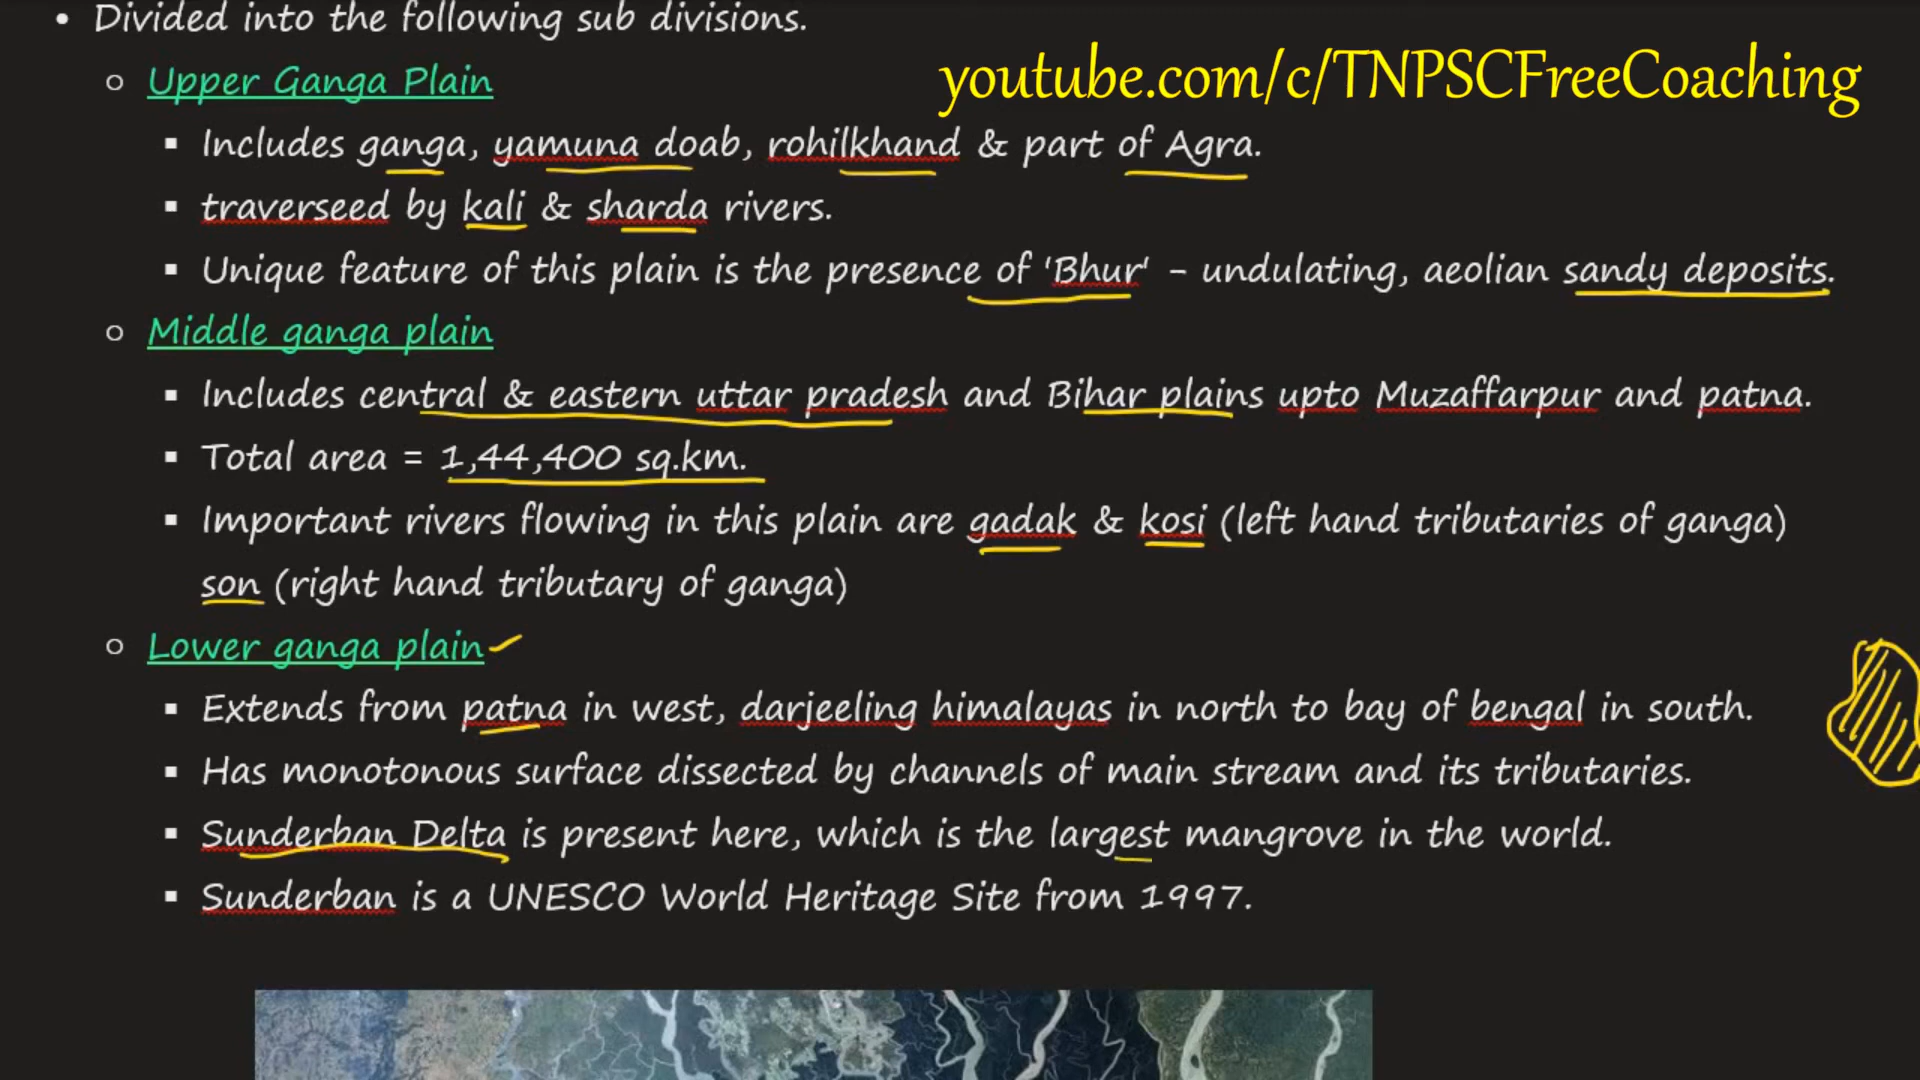 • Divided into the following sub divisions.
youtube.com/c/TNPSCFreeCoaching
○ Upper Ganga Plain
▪ Includes ganga, yamuna doab, rohilkhand & part of Agra.
▪ traverseed by kali & sharda rivers.
▪ Unique feature of this plain is the presence of 'Bhur' - undulating, aeolian sandy deposits.
○ Middle ganga plain
▪ Includes central & eastern uttar pradesh and Bihar plains upto Muzaffarpur and patna.
▪ Total area = 1,44,400 sq.km.
▪ Important rivers flowing in this plain are gadak & kosi (left hand tributaries of ganga)
son (right hand tributary of ganga)
○ Lower ganga plain
▪ Extends from patna in west, darjeeling himalayas in north to bay of bengal in south.
▪ Has monotonous surface dissected by channels of main stream and its tributaries.
▪ Sunderban Delta is present here, which is the largest mangrove in the world.
▪ Sunderban is a UNESCO World Heritage Site from 1997.